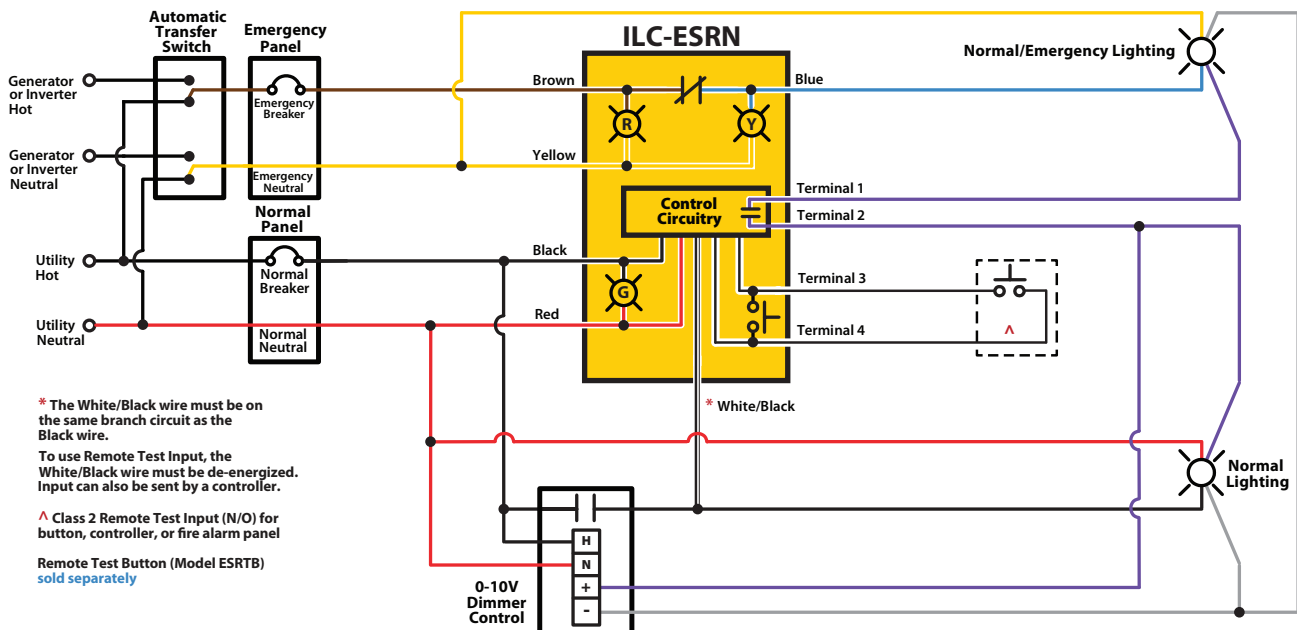 Automatic
Transfer
Switch
Emergency
Panel
ILC-ESRN
Normal/Emergency Lighting
Generator
or Inverter
Hot
Brown
Blue
Emergency
Breaker
R
Y
Generator
or Inverter
Neutral
Yellow
Emergency
Neutral
Terminal 1
Control
Circuitry
Terminal 2
Normal
Panel
Utility
Hot
Black
Normal
Breaker
Terminal 3
G
Utility
Neutral
Red
Normal
Neutral
Terminal 4
^
* The White/Black wire must be on
the same branch circuit as the
Black wire.
* White/Black
To use Remote Test Input, the
White/Black wire must be de-energized.
Input can also be sent by a controller.
Normal
Lighting
^ Class 2 Remote Test Input (N/O) for
button, controller, or fire alarm panel
Remote Test Button (Model ESRTB)
sold separately
H
N
+
-
0-10V
Dimmer
Control